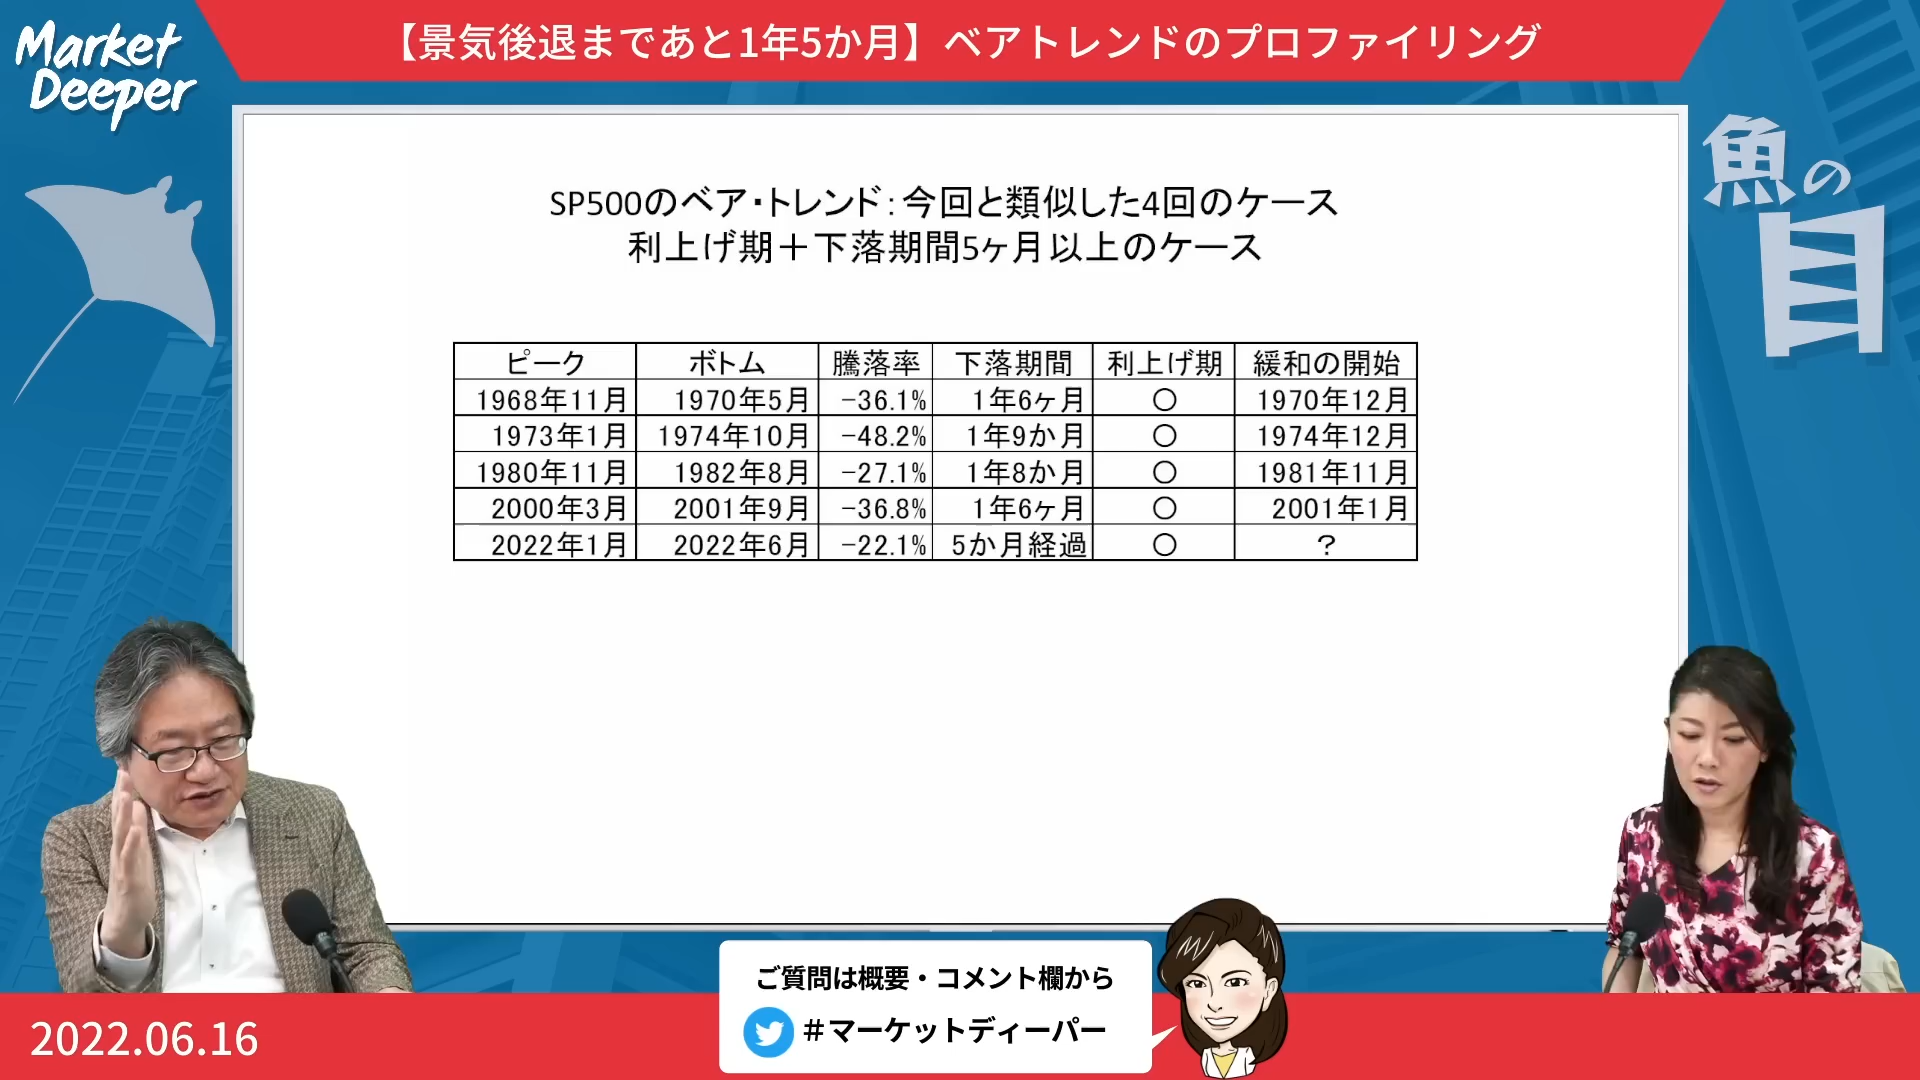 Market
Deeper
【景気後退まであと1年5か月】ベアトレンドのプロファイリング
魚の目
SP500のベア・トレンド：今回と類似した4回のケース
利上げ期＋下落期間5ヶ月以上のケース
ピーク ボトム 騰落率 下落期間 利上げ期 緩和の開始
1968年11月 1970年5月 -36.1% 1年6ヶ月 ○ 1970年12月
1973年1月 1974年10月 -48.2% 1年9か月 ○ 1974年12月
1980年11月 1982年8月 -27.1% 1年8か月 ○ 1981年11月
2000年3月 2001年9月 -36.8% 1年6ヶ月 ○ 2001年1月
2022年1月 2022年6月 -22.1% 5か月経過 ○ ?
ご質問は概要・コメント欄から
#マーケットディーパー
2022.06.16